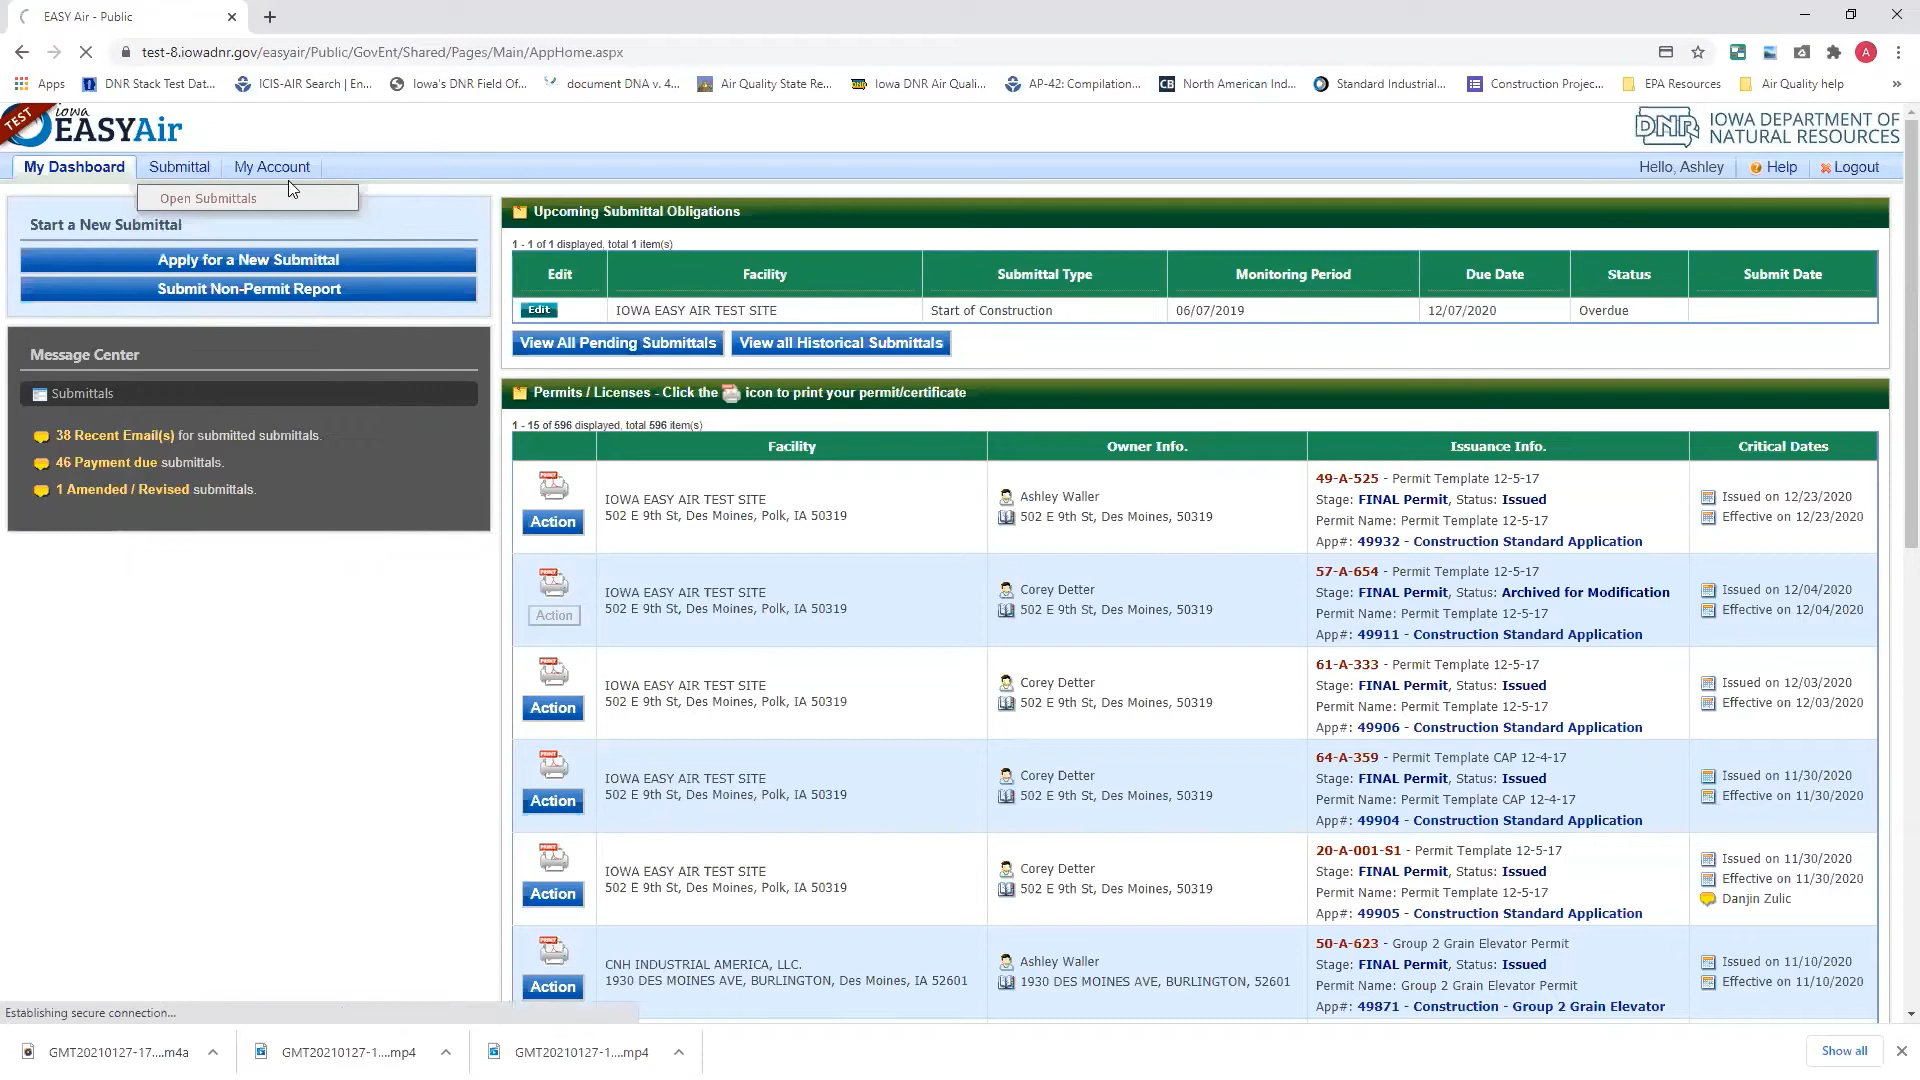 EASY Air - Public
test-8.iowadnr.gov/easyair/Public/GovEnt/Shared/Pages/Main/AppHome.aspx
A
Apps
DNR Stack Test Dat...
ICIS-AIR Search | En...
Iowa's DNR Field Of...
document DNA v. 4...
Air Quality State Re...
Iowa DNR Air Quali...
AP-42: Compilation...
North American Ind...
Standard Industrial...
Construction Projec...
EPA Resources
Air Quality help
»
TEST
iowa
EASYAir
DNR
IOWA DEPARTMENT OF
NATURAL RESOURCES
My Dashboard
Submittal
My Account
Hello, Ashley
Help
Logout
Open Submittals
Start a New Submittal
Apply for a New Submittal
Submit Non-Permit Report
Message Center
Submittals
38 Recent Email(s) for submitted submittals.
46 Payment due submittals.
1 Amended / Revised submittals.
Upcoming Submittal Obligations
1 - 1 of 1 displayed, total 1 item(s)
Edit Facility Submittal Type Monitoring Period Due Date Status Submit Date
Edit IOWA EASY AIR TEST SITE Start of Construction 06/07/2019 12/07/2020 Overdue
View All Pending Submittals
View all Historical Submittals
Permits / Licenses - Click the icon to print your permit/certificate
1 - 15 of 596 displayed, total 596 item(s)
Facility Owner Info. Issuance Info. Critical Dates
Action
IOWA EASY AIR TEST SITE
502 E 9th St, Des Moines, Polk, IA 50319
Ashley Waller
502 E 9th St, Des Moines, 50319
49-A-525 - Permit Template 12-5-17
Stage: FINAL Permit, Status: Issued
Permit Name: Permit Template 12-5-17
App#: 49932 - Construction Standard Application
Issued on 12/23/2020
Effective on 12/23/2020
Action
IOWA EASY AIR TEST SITE
502 E 9th St, Des Moines, Polk, IA 50319
Corey Detter
502 E 9th St, Des Moines, 50319
57-A-654 - Permit Template 12-5-17
Stage: FINAL Permit, Status: Archived for Modification
Permit Name: Permit Template 12-5-17
App#: 49911 - Construction Standard Application
Issued on 12/04/2020
Effective on 12/04/2020
Action
IOWA EASY AIR TEST SITE
502 E 9th St, Des Moines, Polk, IA 50319
Corey Detter
502 E 9th St, Des Moines, 50319
61-A-333 - Permit Template 12-5-17
Stage: FINAL Permit, Status: Issued
Permit Name: Permit Template 12-5-17
App#: 49906 - Construction Standard Application
Issued on 12/03/2020
Effective on 12/03/2020
Action
IOWA EASY AIR TEST SITE
502 E 9th St, Des Moines, Polk, IA 50319
Corey Detter
502 E 9th St, Des Moines, 50319
64-A-359 - Permit Template CAP 12-4-17
Stage: FINAL Permit, Status: Issued
Permit Name: Permit Template CAP 12-4-17
App#: 49904 - Construction Standard Application
Issued on 11/30/2020
Effective on 11/30/2020
Action
IOWA EASY AIR TEST SITE
502 E 9th St, Des Moines, Polk, IA 50319
Corey Detter
502 E 9th St, Des Moines, 50319
20-A-001-S1 - Permit Template 12-5-17
Stage: FINAL Permit, Status: Issued
Permit Name: Permit Template 12-5-17
App#: 49905 - Construction Standard Application
Issued on 11/30/2020
Effective on 11/30/2020
Danjin Zulic
Action
CNH INDUSTRIAL AMERICA, LLC.
1930 DES MOINES AVE, BURLINGTON, Des Moines, IA 52601
Ashley Waller
1930 DES MOINES AVE, BURLINGTON, 52601
50-A-623 - Group 2 Grain Elevator Permit
Stage: FINAL Permit, Status: Issued
Permit Name: Group 2 Grain Elevator Permit
App#: 49871 - Construction - Group 2 Grain Elevator
Issued on 11/10/2020
Effective on 11/10/2020
Establishing secure connection...
GMT20210127-17....m4a
GMT20210127-1....mp4
GMT20210127-1....mp4
Show all